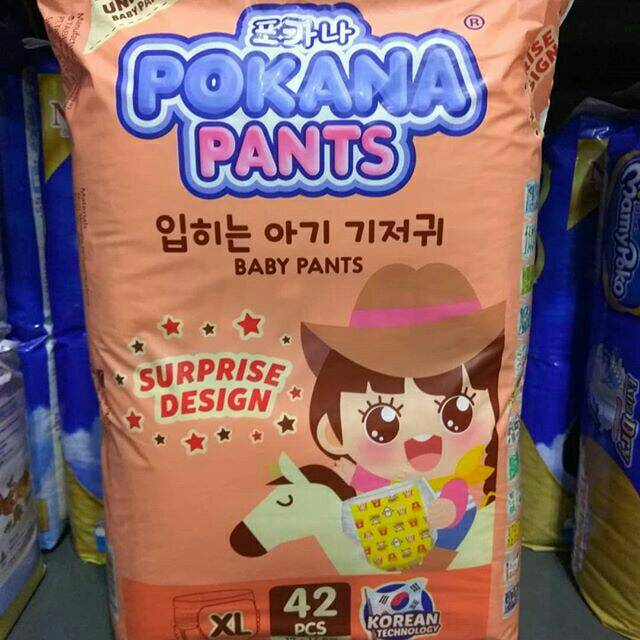 포카나
®
POKANA
PANTS
입히는 아기 기저귀
BABY PANTS
SURPRISE
DESIGN
XL
42
PCS
KOREAN
TECHNOLOGY